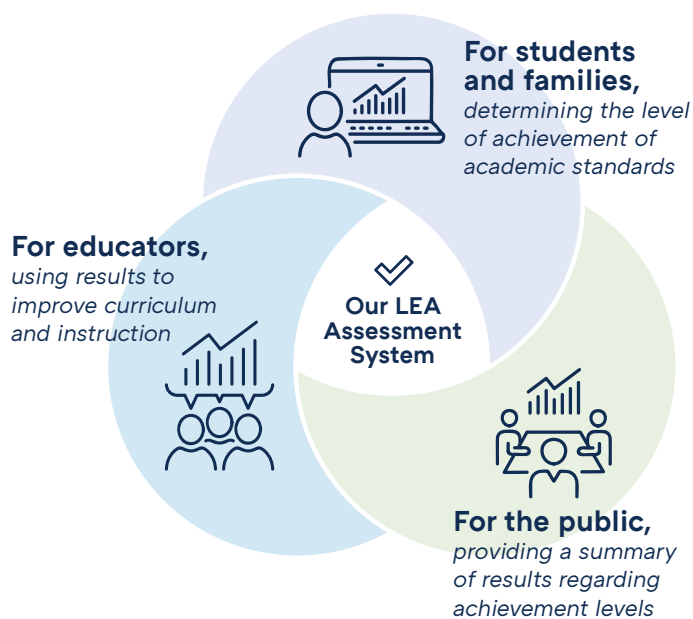 For students
and families,
determining the level
of achievement of
academic standards
For educators,
using results to
improve curriculum
and instruction
Our LEA
Assessment
System
For the public,
providing a summary
of results regarding
achievement levels